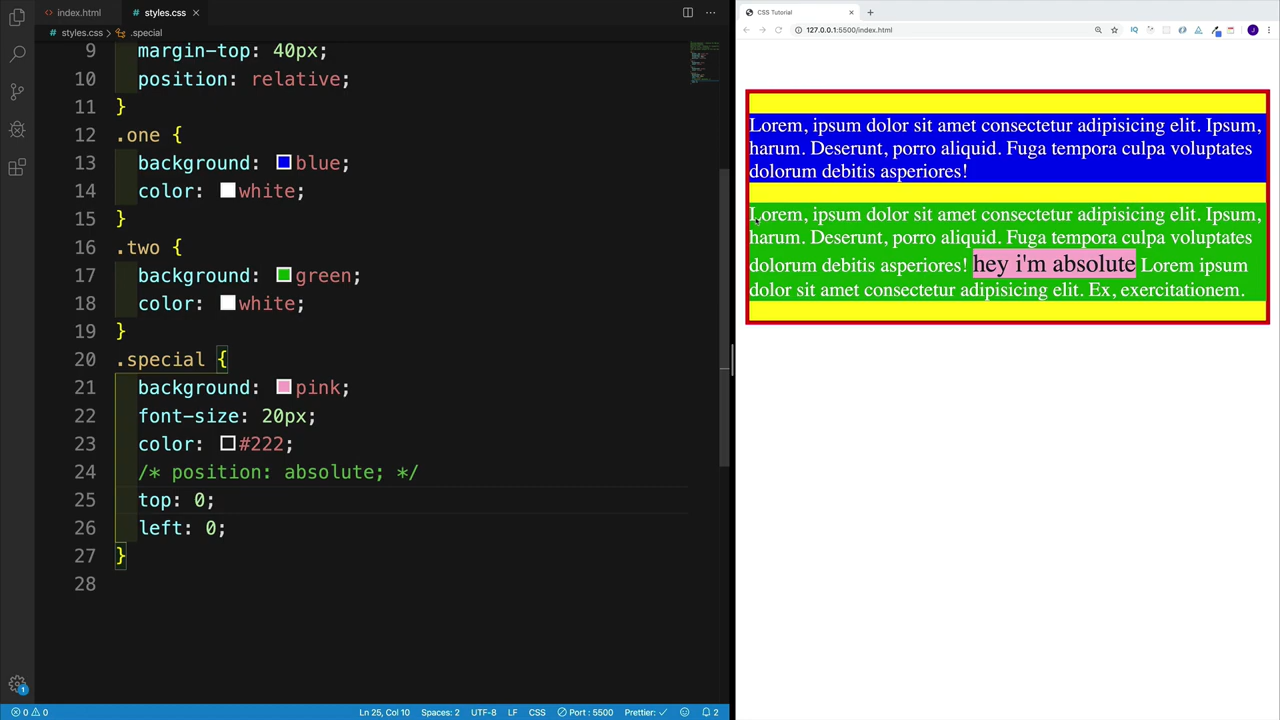 index.html
styles.css ×
styles.css > .special
9 margin-top: 40px;
10 position: relative;
11 }
12 .one {
13 background: blue;
14 color: white;
15 }
16 .two {
17 background: green;
18 color: white;
19 }
20 .special {
21 background: pink;
22 font-size: 20px;
23 color: #222;
24 /* position: absolute; */
25 top: 0;
26 left: 0;
27 }
28
1
0 0
Ln 25, Col 10 Spaces: 2 UTF-8 LF CSS Port : 5500 Prettier: ✓ 2
CSS Tutorial × +
127.0.0.1:5500/index.html IQ J
Lorem, ipsum dolor sit amet consectetur adipisicing elit. Ipsum,
harum. Deserunt, porro aliquid. Fuga tempora culpa voluptates
dolorum debitis asperiores!
Lorem, ipsum dolor sit amet consectetur adipisicing elit. Ipsum,
harum. Deserunt, porro aliquid. Fuga tempora culpa voluptates
dolorum debitis asperiores! hey i'm absolute Lorem ipsum
dolor sit amet consectetur adipisicing elit. Ex, exercitationem.